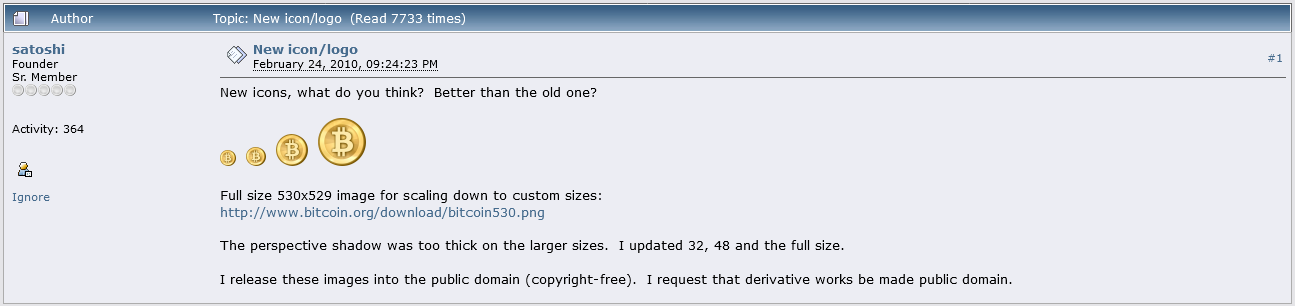 Author
Topic: New icon/logo (Read 7733 times)
satoshi
Founder
Sr. Member
Activity: 364
Ignore
New icon/logo
February 24, 2010, 09:24:23 PM
#1
New icons, what do you think?  Better than the old one?
Full size 530x529 image for scaling down to custom sizes:
http://www.bitcoin.org/download/bitcoin530.png
The perspective shadow was too thick on the larger sizes.  I updated 32, 48 and the full size.
I release these images into the public domain (copyright-free).  I request that derivative works be made public domain.